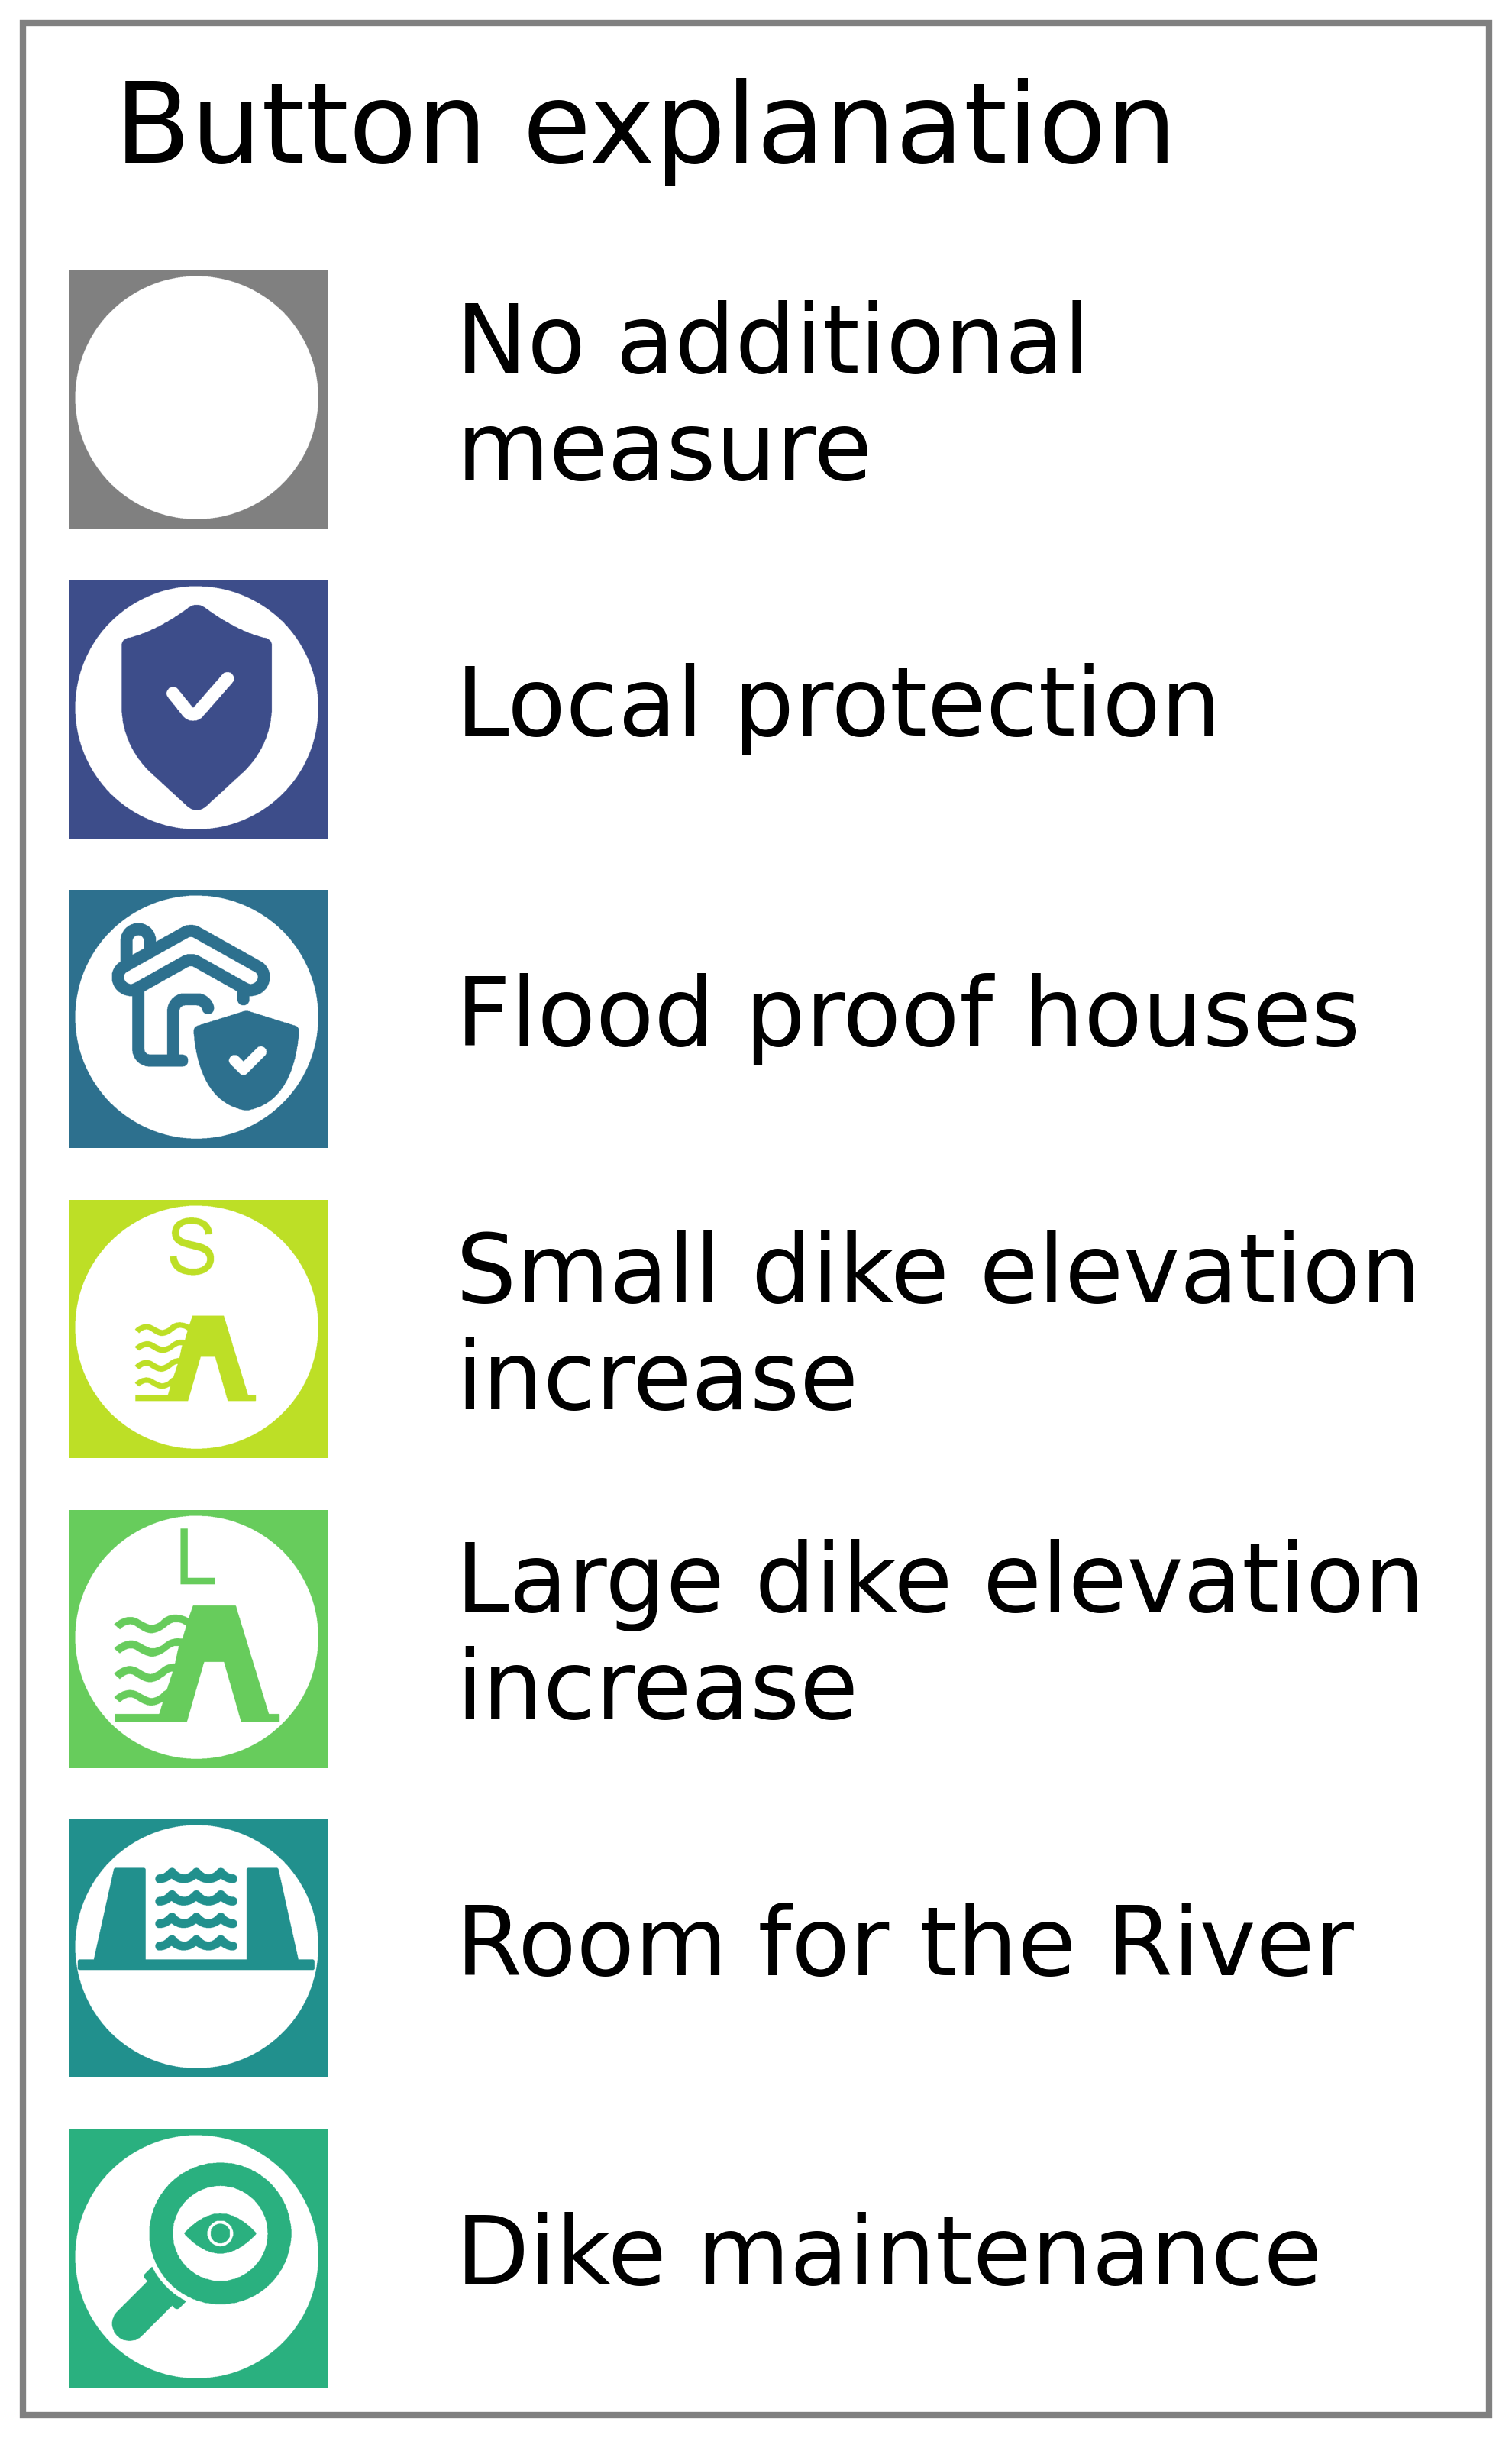 Button explanation
No additional
measure
Local protection
Flood proof houses
S
Small dike elevation
increase
L
Large dike elevation
increase
Room for the River
Dike maintenance